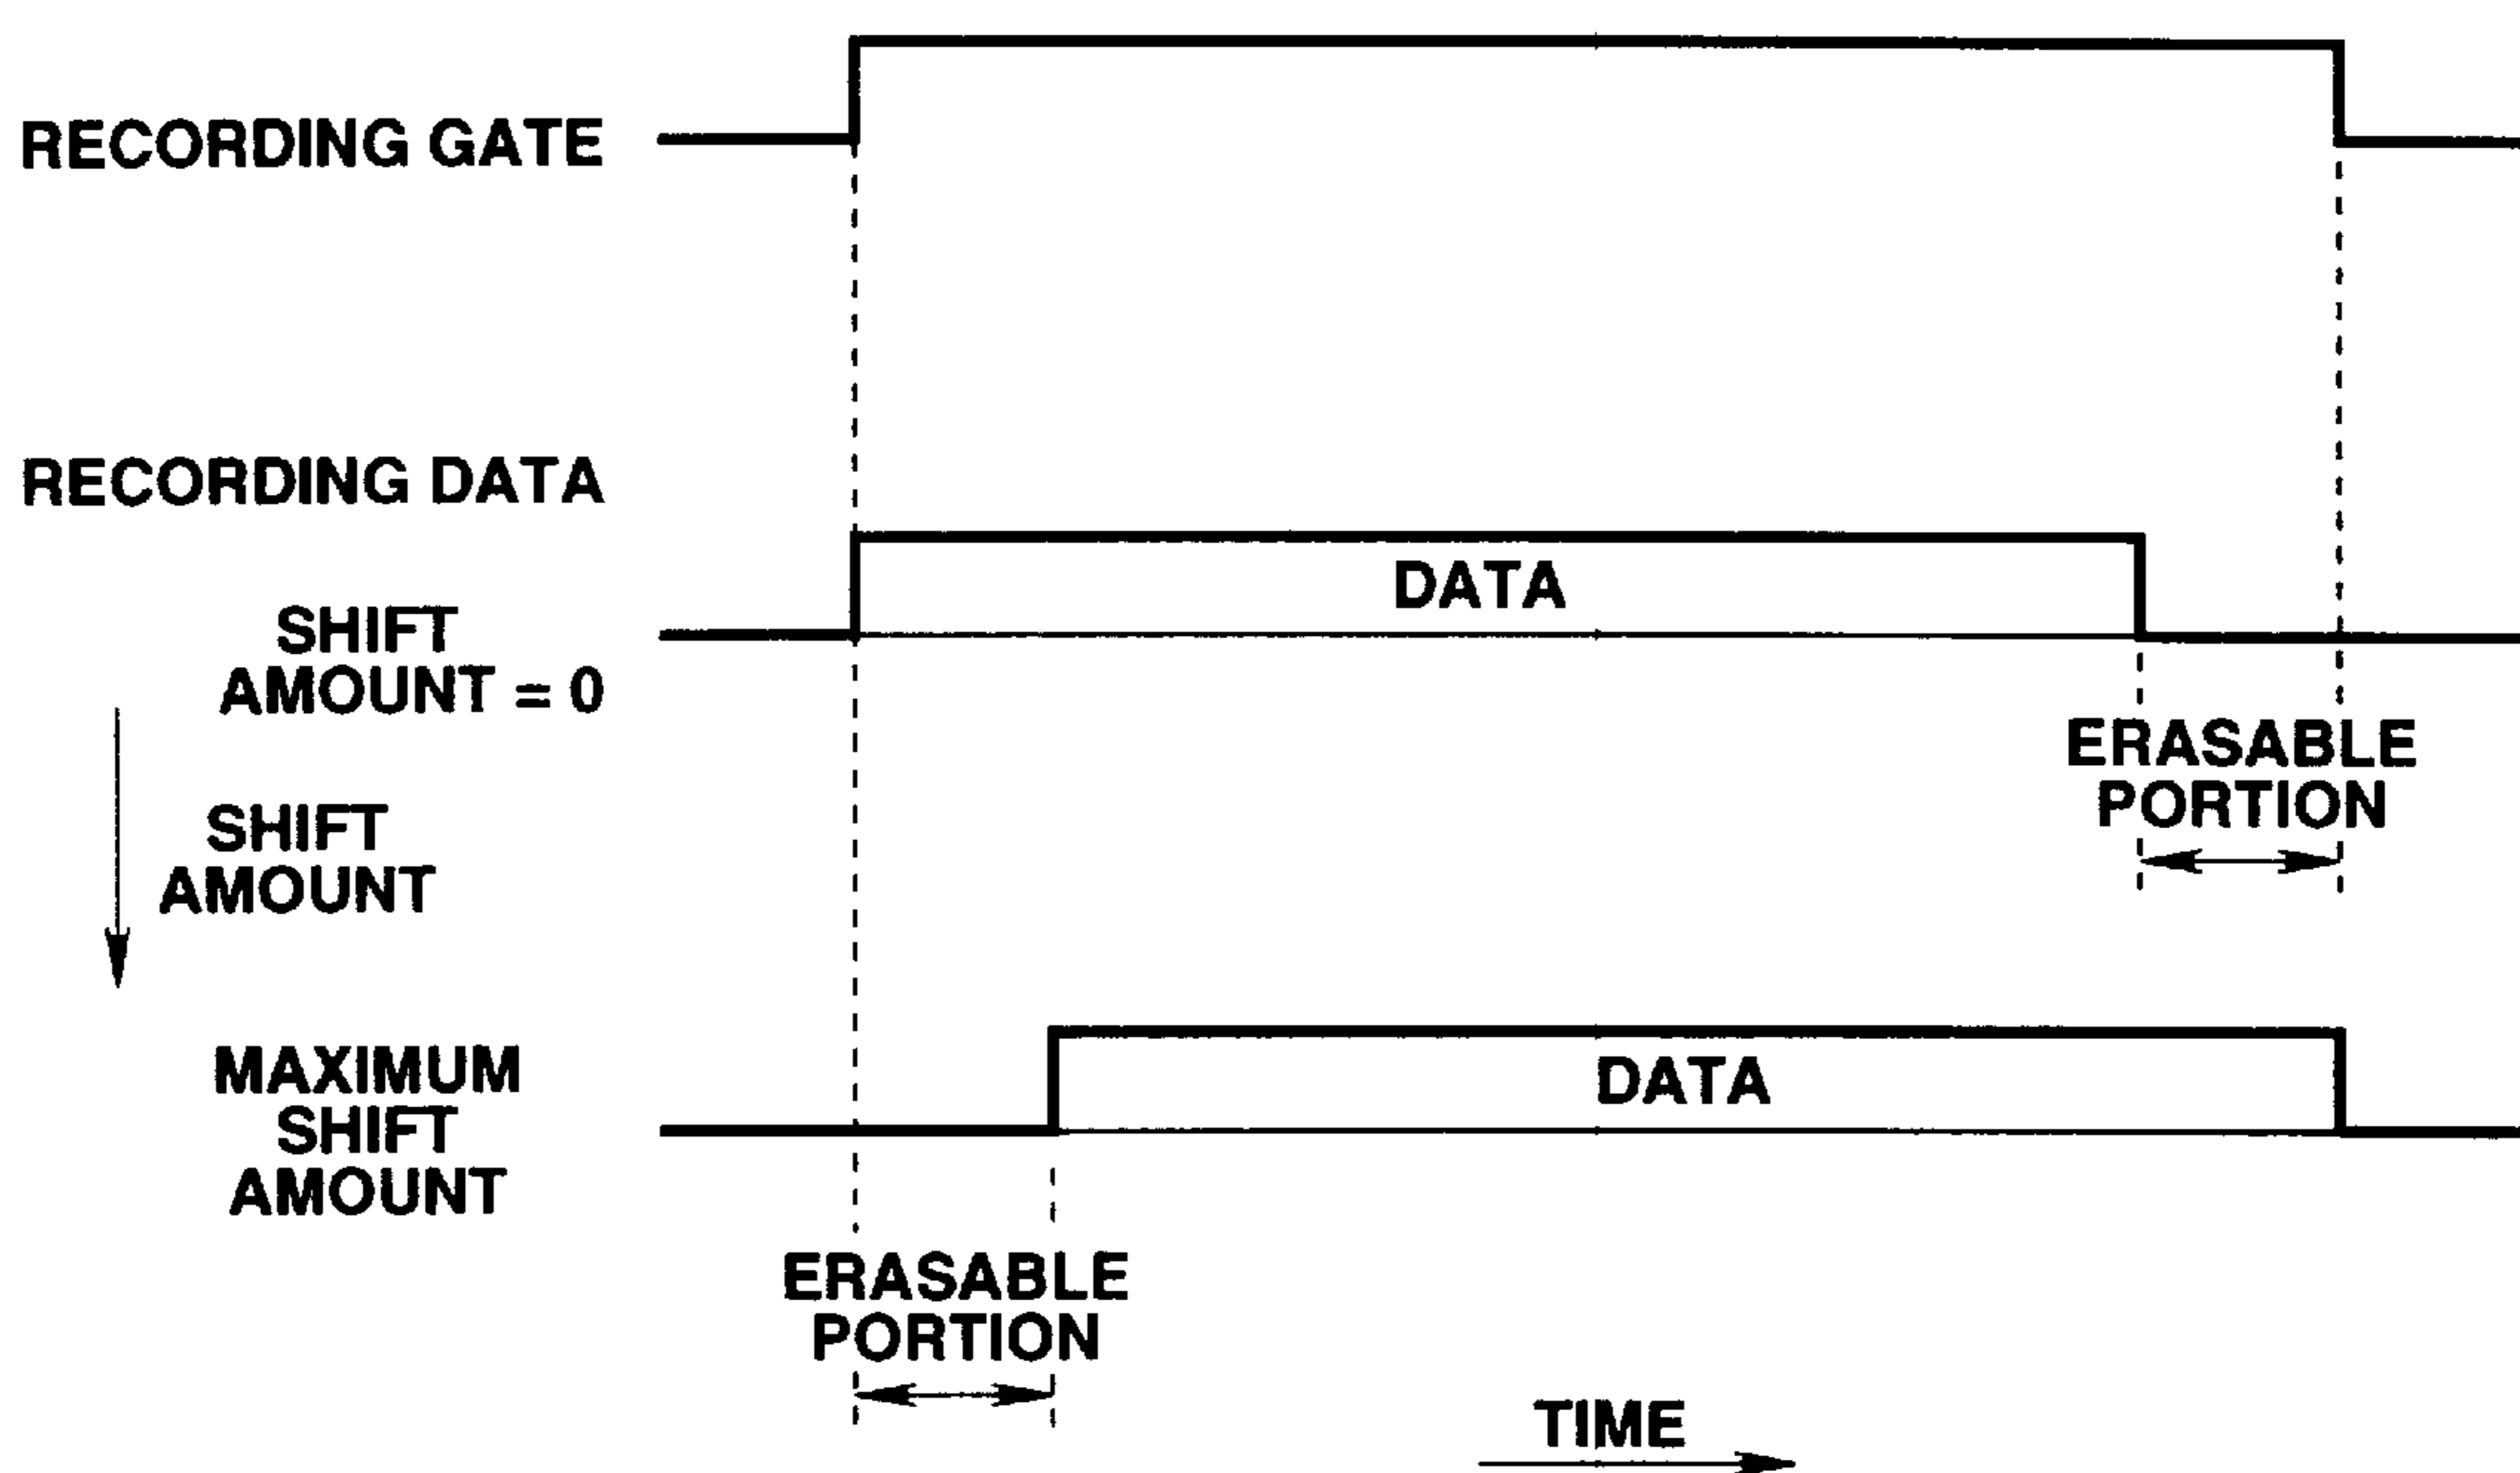 RECORDING GATE
RECORDING DATA
DATA
SHIFT
AMOUNT = 0
ERASABLE
PORTION
SHIFT
AMOUNT
MAXIMUM
SHIFT
AMOUNT
DATA
ERASABLE
PORTION
TIME